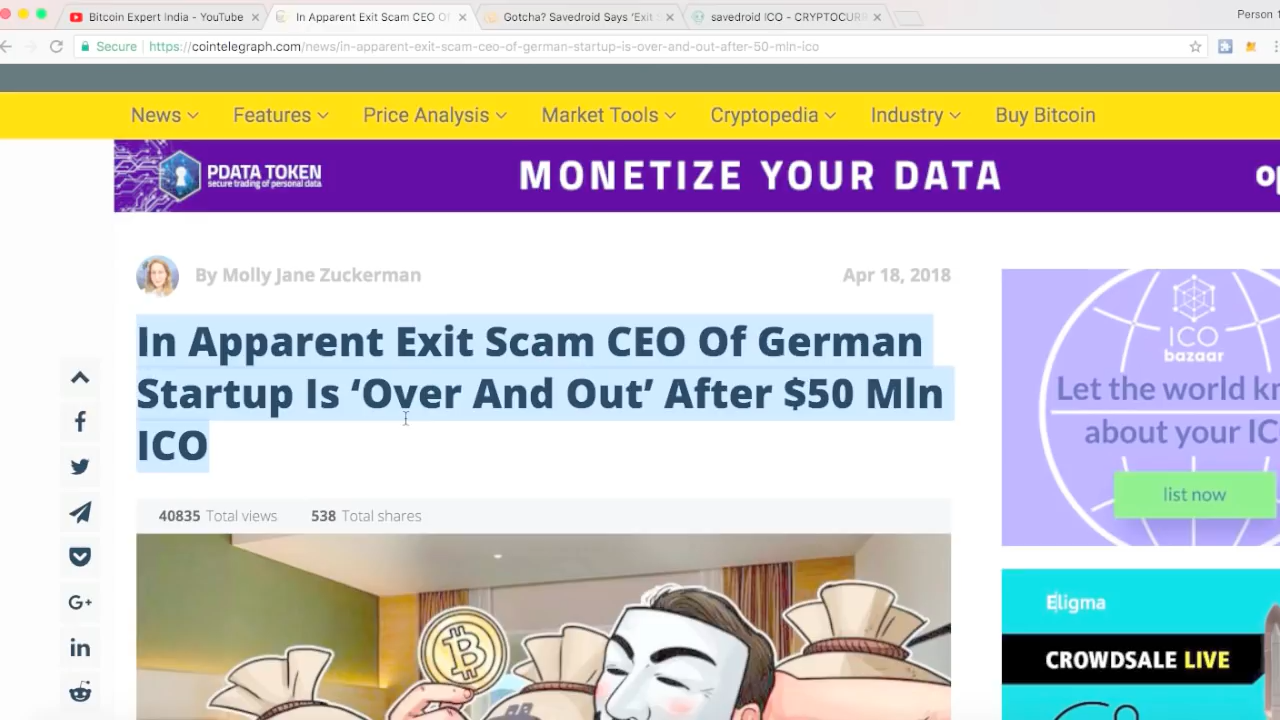 Bitcoin Expert India - YouTube
In Apparent Exit Scam CEO Of
Gotcha? Savedroid Says 'Exit S
savedroid ICO - CRYPTOCURR
Person 1
Secure
https://cointelegraph.com/news/in-apparent-exit-scam-ceo-of-german-startup-is-over-and-out-after-50-mln-ico
News
Features
Price Analysis
Market Tools
Cryptopedia
Industry
Buy Bitcoin
PDATA TOKEN
secure trading of personal data
MONETIZE YOUR DATA
By Molly Jane Zuckerman
Apr 18, 2018
In Apparent Exit Scam CEO Of German
Startup Is ‘Over And Out’ After $50 Mln
ICO
40835 Total views
538 Total shares
G+
in
ICO
bazaar
Let the world kn
about your IC
list now
Eligma
CROWDSALE LIVE